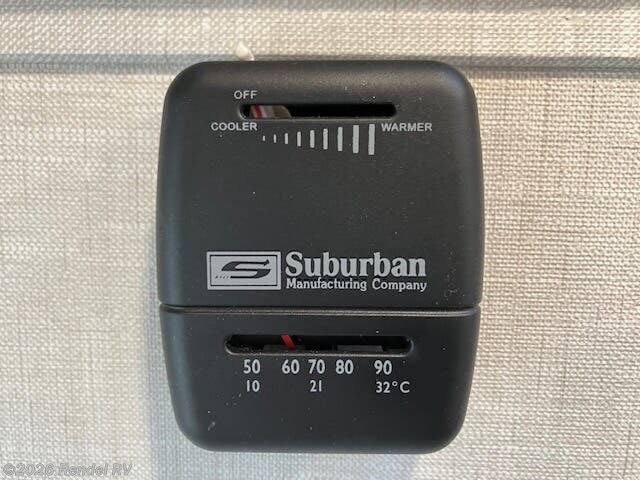 OFF
COOLER WARMER
Suburban
Manufacturing Company
50 60 70 80 90
10 21 32°C
©2026 Rendel RV